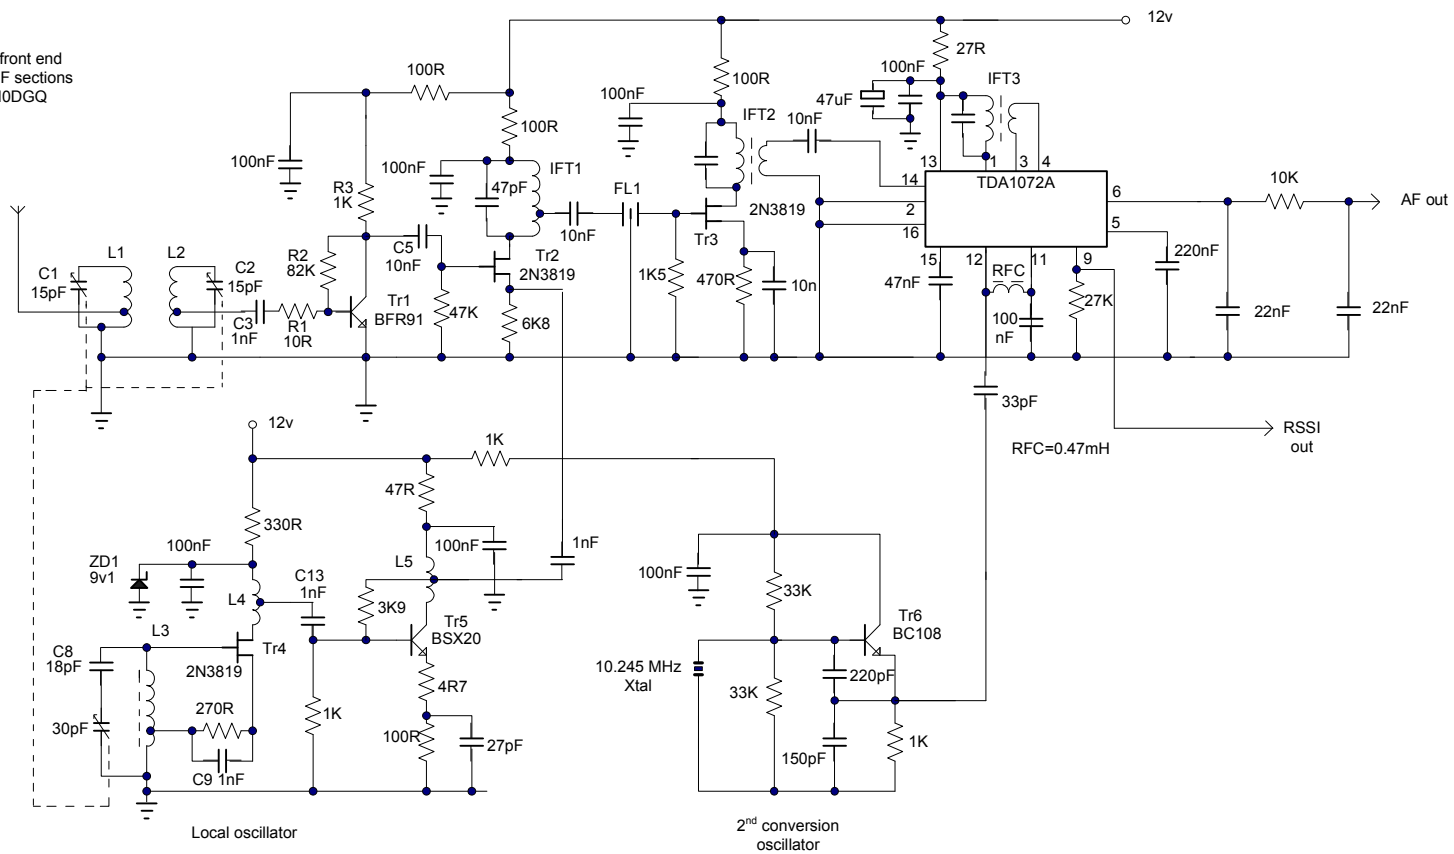 12v
front end
F sections
I0DGQ
100R
27R
100nF
IFT3
100R
100nF
47uF
100nF
IFT2
10nF
100R
100nF
100nF
IFT1
47pF
R3
1K
FL1
13
1
3
4
TDA1072A
14
2
16
6
5
10K
AF out
10nF
2N3819
Tr3
L1
L2
C1
15pF
C2
15pF
C3
1nF
R2
82K
R1
10R
C5
10nF
Tr1
BFR91
Tr2
2N3819
47K
6K8
1K5
470R
10n
15
12
11
9
RFC
47nF
100
nF
27K
220nF
22nF
22nF
33pF
RFC=0.47mH
RSSI
out
12v
1K
47R
330R
ZD1
9v1
100nF
L4
C13
1nF
3K9
L5
100nF
1nF
Tr5
BSX20
L3
C8
18pF
2N3819
Tr4
30pF
270R
C9 1nF
1K
4R7
100R
27pF
100nF
33K
Tr6
BC108
10.245 MHz
Xtal
33K
220pF
150pF
1K
Local oscillator
2nd conversion
oscillator